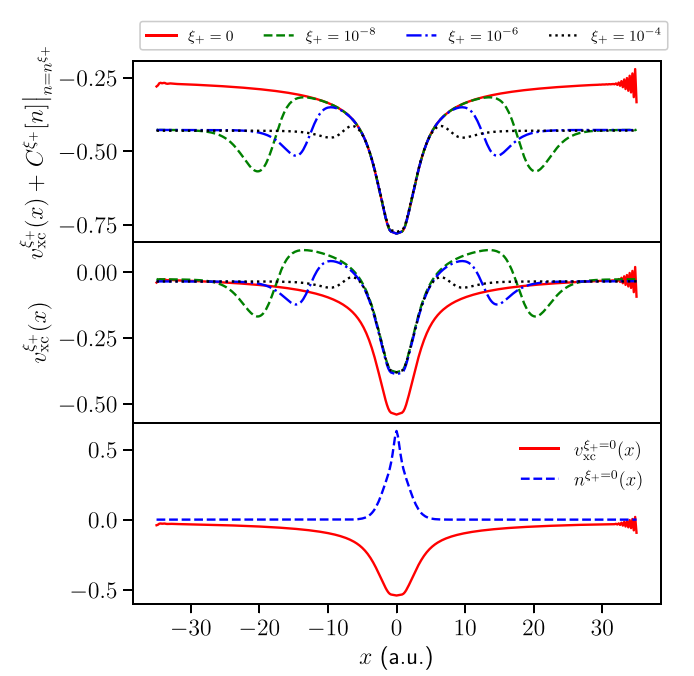 ξ₊ = 0 ξ₊ = 10⁻⁸ ξ₊ = 10⁻⁶ ξ₊ = 10⁻⁴
v_xc^ξ₊(x) + C^ξ₊[n]|_{n=n^ξ₊}
−0.25
−0.50
−0.75
v_xc^ξ₊(x)
0.00
−0.25
−0.50
0.5
0.0
−0.5
v_xc^{ξ₊=0}(x)
n^{ξ₊=0}(x)
−30 −20 −10 0 10 20 30
x (a.u.)